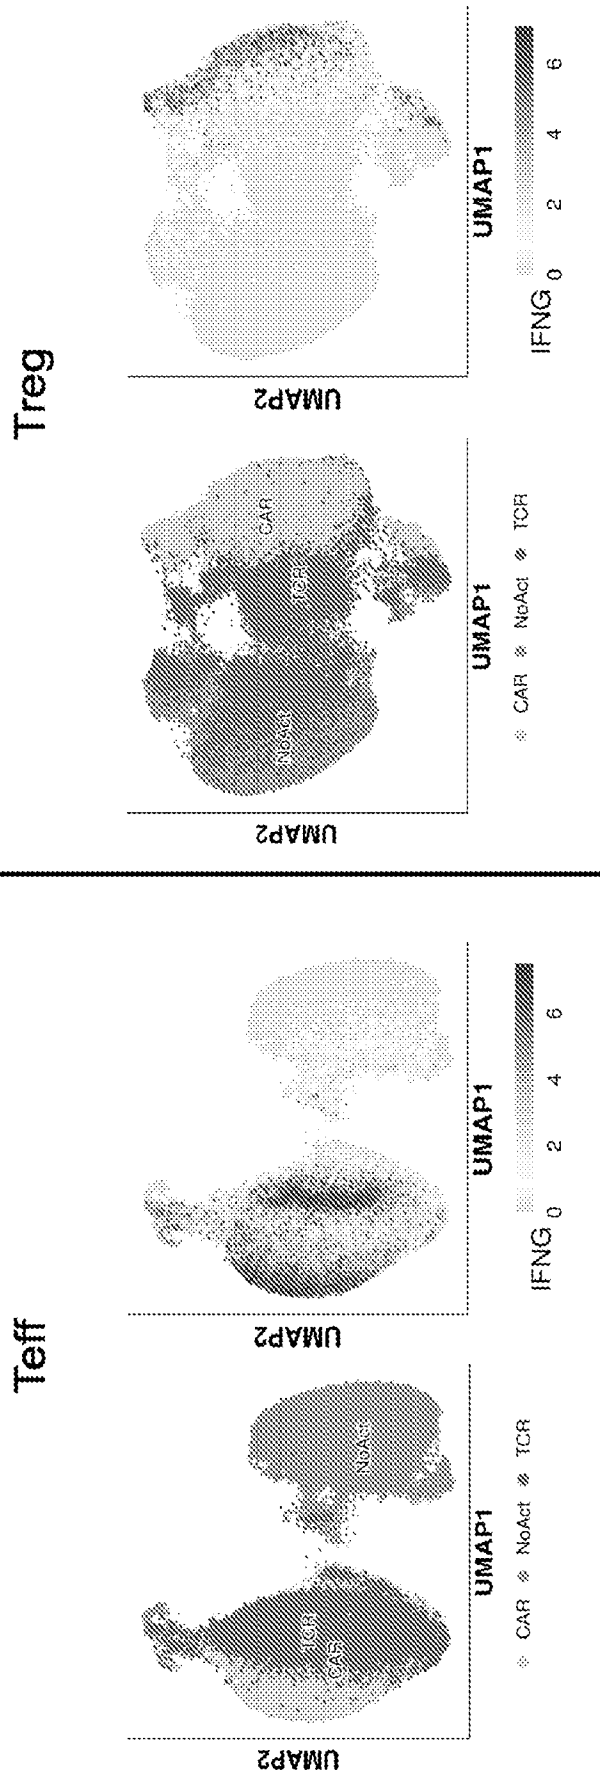 Teff
UMAP2
TCR
CAR
NoAct
UMAP1
CAR NoAct TCR
UMAP2
UMAP1
IFNG 0 2 4 6
Treg
UMAP2
NoAct
TCR
CAR
UMAP1
CAR NoAct TCR
UMAP2
UMAP1
IFNG 0 2 4 6